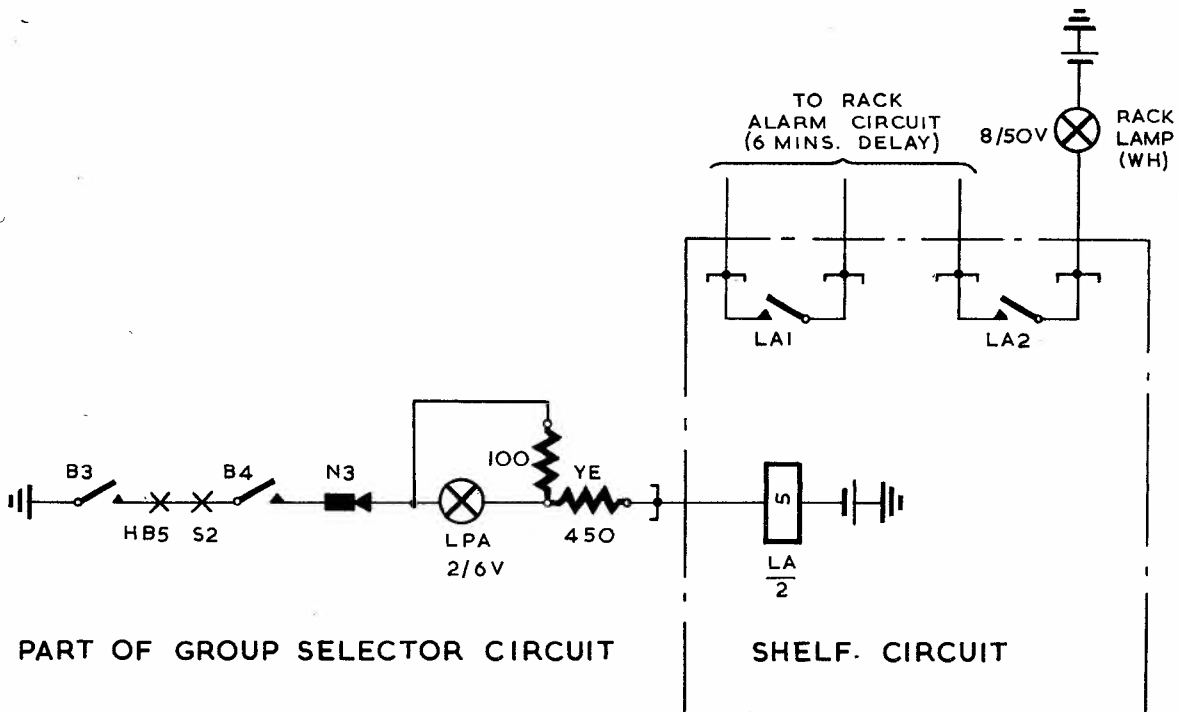 TO RACK
ALARM CIRCUIT
(6 MINS. DELAY)
8/50V
RACK
LAMP
(WH)
LA1
LA2
B3
HB5
S2
B4
N3
100
YE
450
LPA
2/6V
5
LA
2
PART OF GROUP SELECTOR CIRCUIT
SHELF. CIRCUIT